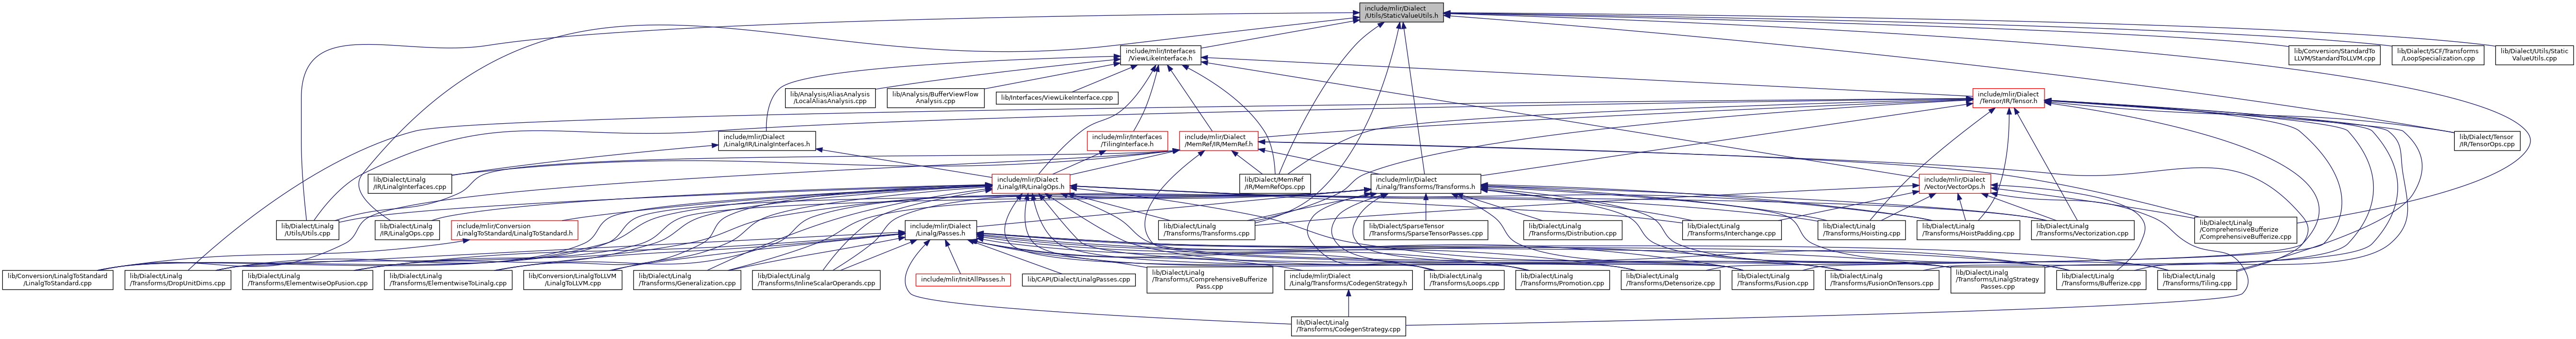 include/mlir/Dialect
/Utils/StaticValueUtils.h
include/mlir/Interfaces
/ViewLikeInterface.h
lib/Conversion/StandardTo
LLVM/StandardToLLVM.cpp
lib/Dialect/SCF/Transforms
/LoopSpecialization.cpp
lib/Dialect/Utils/Static
ValueUtils.cpp
lib/Analysis/AliasAnalysis
/LocalAliasAnalysis.cpp
lib/Analysis/BufferViewFlow
Analysis.cpp
lib/Interfaces/ViewLikeInterface.cpp
include/mlir/Dialect
/Tensor/IR/Tensor.h
include/mlir/Dialect
/Linalg/IR/LinalgInterfaces.h
include/mlir/Interfaces
/TilingInterface.h
include/mlir/Dialect
/MemRef/IR/MemRef.h
lib/Dialect/Tensor
/IR/TensorOps.cpp
lib/Dialect/Linalg
/IR/LinalgInterfaces.cpp
include/mlir/Dialect
/Linalg/IR/LinalgOps.h
lib/Dialect/MemRef
/IR/MemRefOps.cpp
include/mlir/Dialect
/Linalg/Transforms/Transforms.h
include/mlir/Dialect
/Vector/VectorOps.h
lib/Dialect/Linalg
/Utils/Utils.cpp
lib/Dialect/Linalg
/IR/LinalgOps.cpp
include/mlir/Conversion
/LinalgToStandard/LinalgToStandard.h
include/mlir/Dialect
/Linalg/Passes.h
lib/Dialect/Linalg
/Transforms/Transforms.cpp
lib/Dialect/SparseTensor
/Transforms/SparseTensorPasses.cpp
lib/Dialect/Linalg
/Transforms/Distribution.cpp
lib/Dialect/Linalg
/Transforms/Interchange.cpp
lib/Dialect/Linalg
/Transforms/Hoisting.cpp
lib/Dialect/Linalg
/Transforms/HoistPadding.cpp
lib/Dialect/Linalg
/Transforms/Vectorization.cpp
lib/Dialect/Linalg
/ComprehensiveBufferize
/ComprehensiveBufferize.cpp
lib/Conversion/LinalgToStandard
/LinalgToStandard.cpp
lib/Dialect/Linalg
/Transforms/DropUnitDims.cpp
lib/Dialect/Linalg
/Transforms/ElementwiseOpFusion.cpp
lib/Dialect/Linalg
/Transforms/ElementwiseToLinalg.cpp
lib/Conversion/LinalgToLLVM
/LinalgToLLVM.cpp
lib/Dialect/Linalg
/Transforms/Generalization.cpp
lib/Dialect/Linalg
/Transforms/InlineScalarOperands.cpp
include/mlir/InitAllPasses.h
lib/CAPI/Dialect/LinalgPasses.cpp
lib/Dialect/Linalg
/Transforms/ComprehensiveBufferize
Pass.cpp
include/mlir/Dialect
/Linalg/Transforms/CodegenStrategy.h
lib/Dialect/Linalg
/Transforms/Loops.cpp
lib/Dialect/Linalg
/Transforms/Promotion.cpp
lib/Dialect/Linalg
/Transforms/Detensorize.cpp
lib/Dialect/Linalg
/Transforms/Fusion.cpp
lib/Dialect/Linalg
/Transforms/FusionOnTensors.cpp
lib/Dialect/Linalg
/Transforms/LinalgStrategy
Passes.cpp
lib/Dialect/Linalg
/Transforms/Bufferize.cpp
lib/Dialect/Linalg
/Transforms/Tiling.cpp
lib/Dialect/Linalg
/Transforms/CodegenStrategy.cpp